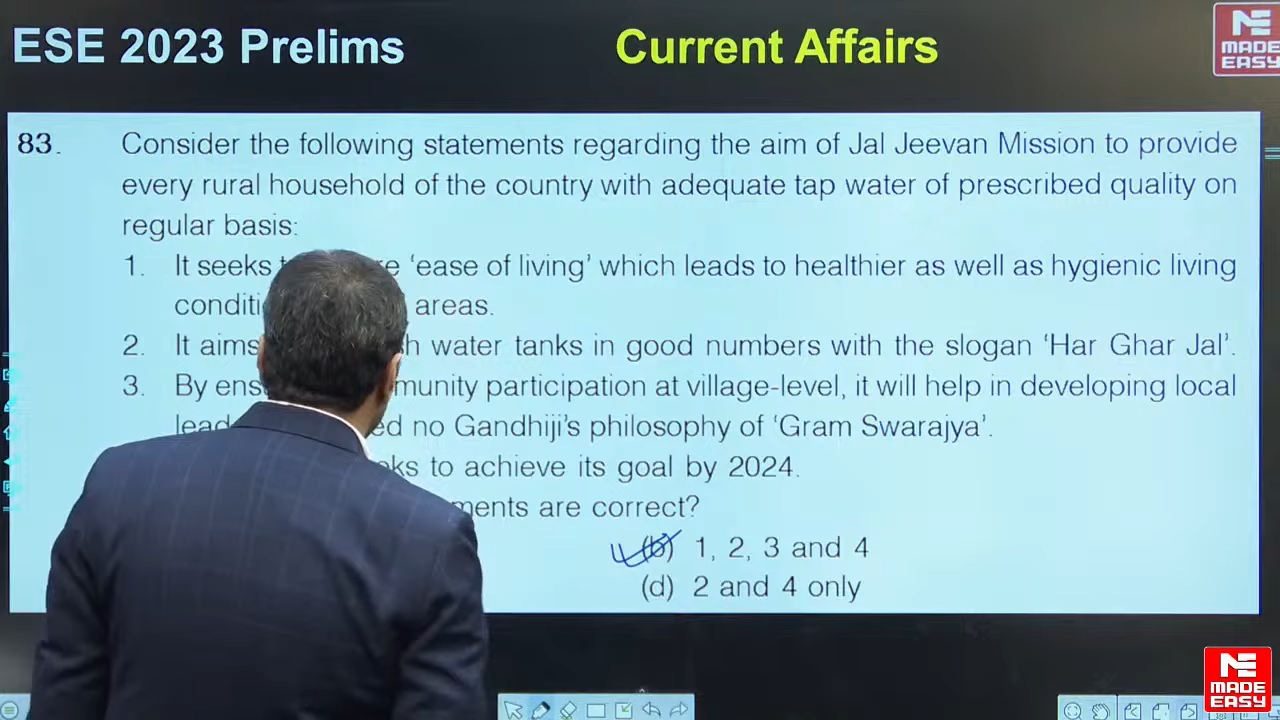 ESE 2023 Prelims Current Affairs
ME MADE EASY
83. Consider the following statements regarding the aim of Jal Jeevan Mission to provide
every rural household of the country with adequate tap water of prescribed quality on
regular basis:
1. It seeks 'ease of living' which leads to healthier as well as hygienic living
areas.
2. It aims water tanks in good numbers with the slogan 'Har Ghar Jal'.
3. By participation at village-level, it will help in developing local
no Gandhiji's philosophy of 'Gram Swarajya'.
to achieve its goal by 2024.
are correct?
(b) 1, 2, 3 and 4
(d) 2 and 4 only
ME MADE EASY